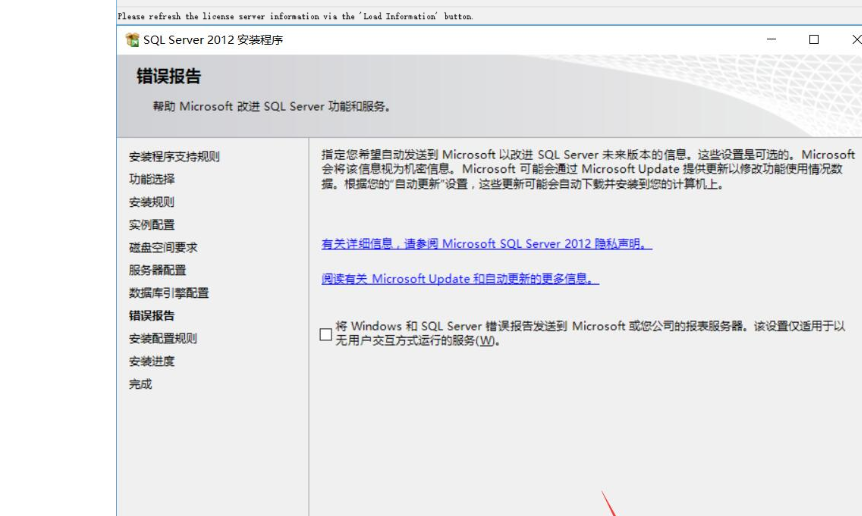 Please refresh the license server information via the 'Load Information' button.
SQL Server 2012 安装程序
错误报告
帮助 Microsoft 改进 SQL Server 功能和服务。
安装程序支持规则
功能选择
安装规则
实例配置
磁盘空间要求
服务器配置
数据库引擎配置
错误报告
安装配置规则
安装进度
完成
指定您希望自动发送到 Microsoft 以改进 SQL Server 未来版本的信息。这些设置是可选的。Microsoft
会将该信息视为机密信息。Microsoft 可能会通过 Microsoft Update 提供更新以修改功能使用情况数
据。根据您的“自动更新”设置，这些更新可能会自动下载并安装到您的计算机上。
有关详细信息，请参阅 Microsoft SQL Server 2012 隐私声明。
阅读有关 Microsoft Update 和自动更新的更多信息。
将 Windows 和 SQL Server 错误报告发送到 Microsoft 或您公司的报表服务器。该设置仅适用于以
无用户交互方式运行的服务(W)。